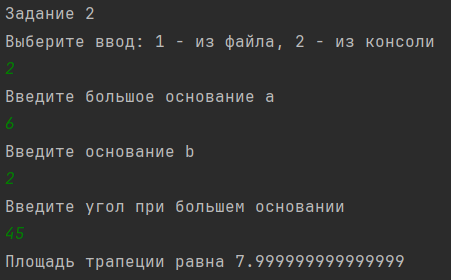 Задание 2
Выберите ввод: 1 - из файла, 2 - из консоли
2
Введите большое основание a
6
Введите основание b
2
Введите угол при большем основании
45
Площадь трапеции равна 7.999999999999999